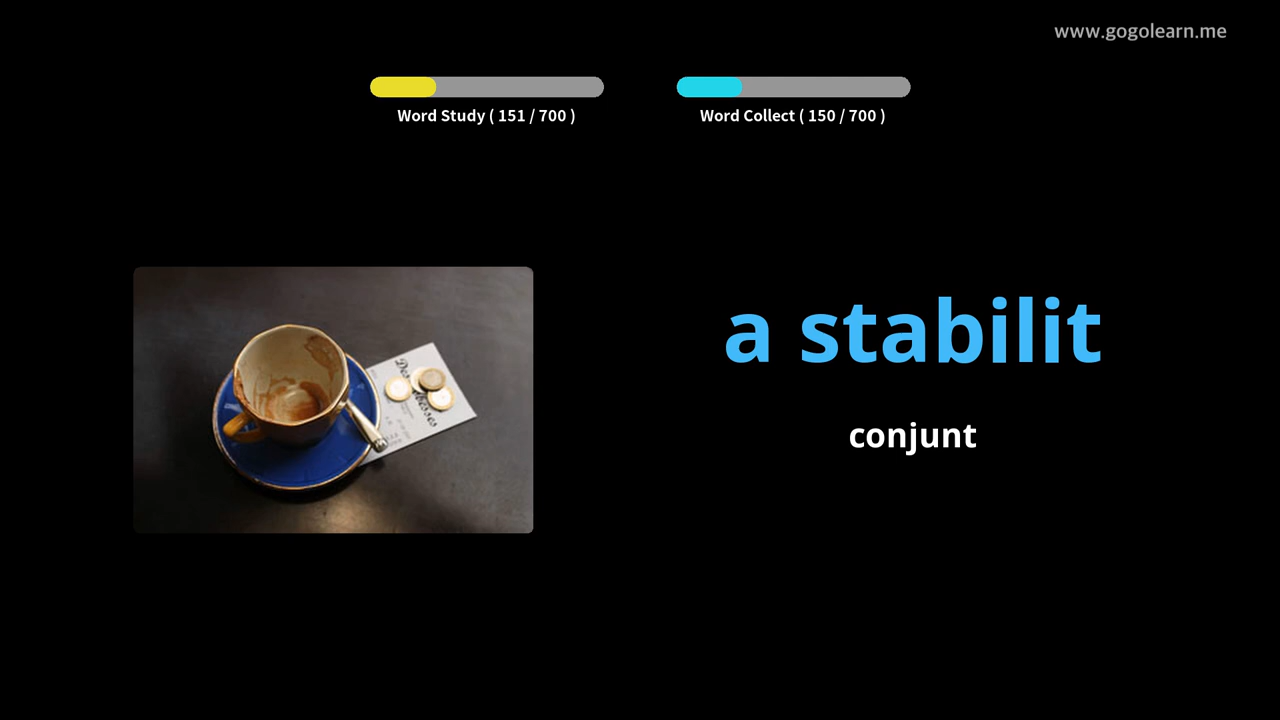 www.gogolearn.me
Word Study ( 151 / 700 )
Word Collect ( 150 / 700 )
a stabilit
conjunt